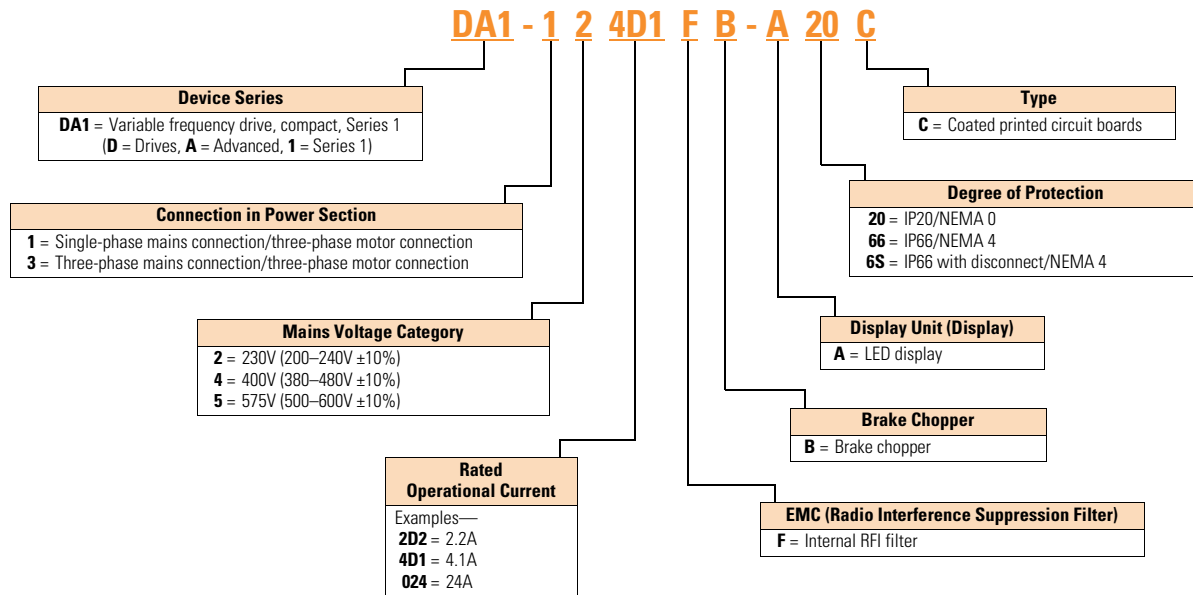 DA1 - 1 2 4D1 F B - A 20 C
Device Series
DA1 = Variable frequency drive, compact, Series 1
(D = Drives, A = Advanced, 1 = Series 1)
Connection in Power Section
1 = Single-phase mains connection/three-phase motor connection
3 = Three-phase mains connection/three-phase motor connection
Mains Voltage Category
2 = 230V (200–240V ±10%)
4 = 400V (380–480V ±10%)
5 = 575V (500–600V ±10%)
Rated
Operational Current
Examples—
2D2 = 2.2A
4D1 = 4.1A
024 = 24A
Type
C = Coated printed circuit boards
Degree of Protection
20 = IP20/NEMA 0
66 = IP66/NEMA 4
6S = IP66 with disconnect/NEMA 4
Display Unit (Display)
A = LED display
Brake Chopper
B = Brake chopper
EMC (Radio Interference Suppression Filter)
F = Internal RFI filter